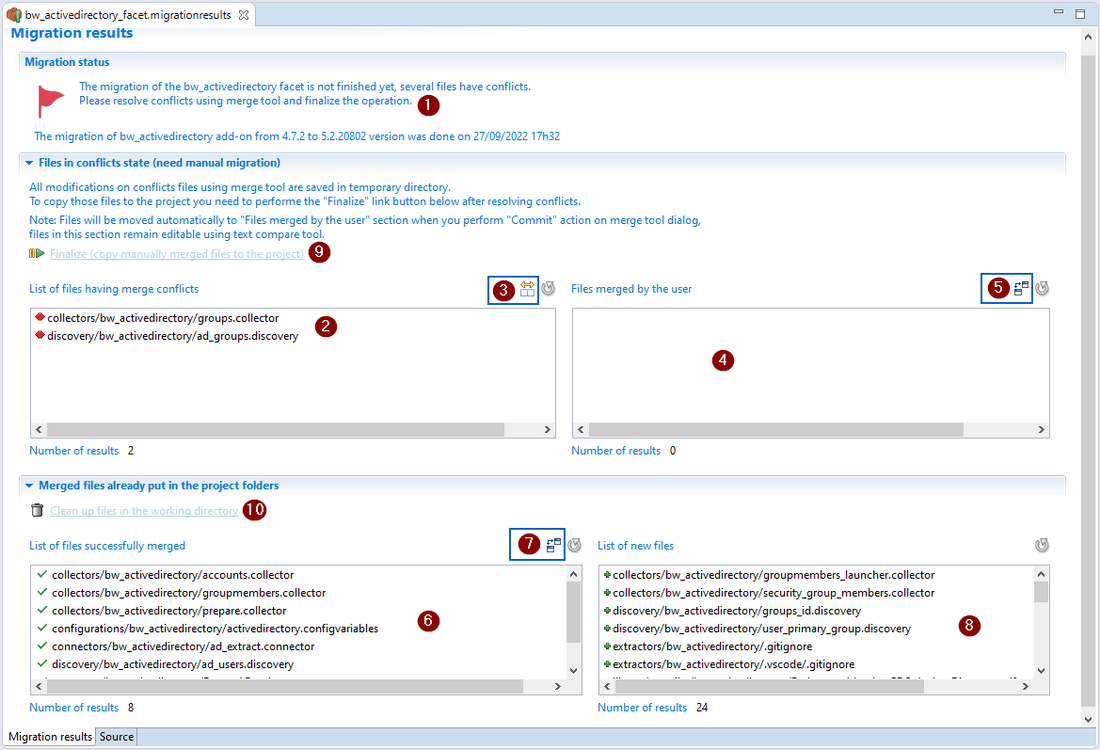 bw_activedirectory_facet.migrationresults
Migration results
Migration status
The migration of the bw_activedirectory facet is not finished yet, several files have conflicts.
Please resolve conflicts using merge tool and finalize the operation. 1
The migration of bw_activedirectory add-on from 4.7.2 to 5.2.20802 version was done on 27/09/2022 17h32
Files in conflicts state (need manual migration)
All modifications on conflicts files using merge tool are saved in temporary directory.
To copy those files to the project you need to performe the "Finalize" link button below after resolving conflicts.
Note: Files will be moved automatically to "Files merged by the user" section when you perform "Commit" action on merge tool dialog,
files in this section remain editable using text compare tool.
Finalize (copy manually merged files to the project) 9
List of files having merge conflicts 3
collectors/bw_activedirectory/groups.collector
discovery/bw_activedirectory/ad_groups.discovery
2
Number of results 2
Files merged by the user 5
4
Number of results 0
Merged files already put in the project folders
Clean up files in the working directory 10
List of files successfully merged 7
collectors/bw_activedirectory/accounts.collector
collectors/bw_activedirectory/groupmembers.collector
collectors/bw_activedirectory/prepare.collector
configurations/bw_activedirectory/activedirectory.configvariables
connectors/bw_activedirectory/ad_extract.connector
discovery/bw_activedirectory/ad_users.discovery
6
Number of results 8
List of new files
collectors/bw_activedirectory/groupmembers_launcher.collector
collectors/bw_activedirectory/security_group_members.collector
discovery/bw_activedirectory/groups_id.discovery
discovery/bw_activedirectory/user_primary_group.discovery
extractors/bw_activedirectory/.gitignore
extractors/bw_activedirectory/.vscode/.gitignore
8
Number of results 24
Migration results Source